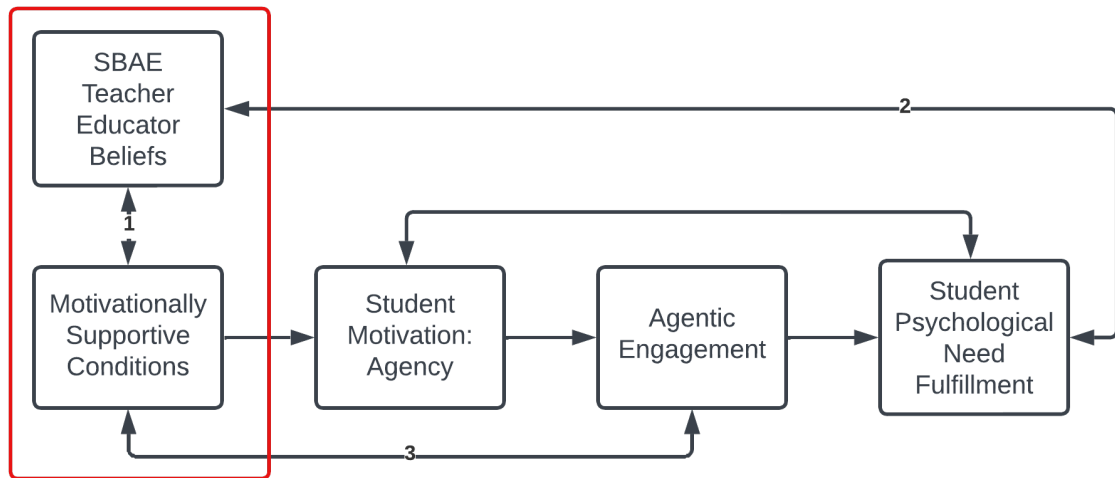 SBAE
Teacher
Educator
Beliefs
2
1
Motivationally
Supportive
Conditions
Student
Motivation:
Agency
Agentic
Engagement
Student
Psychological
Need
Fulfillment
3